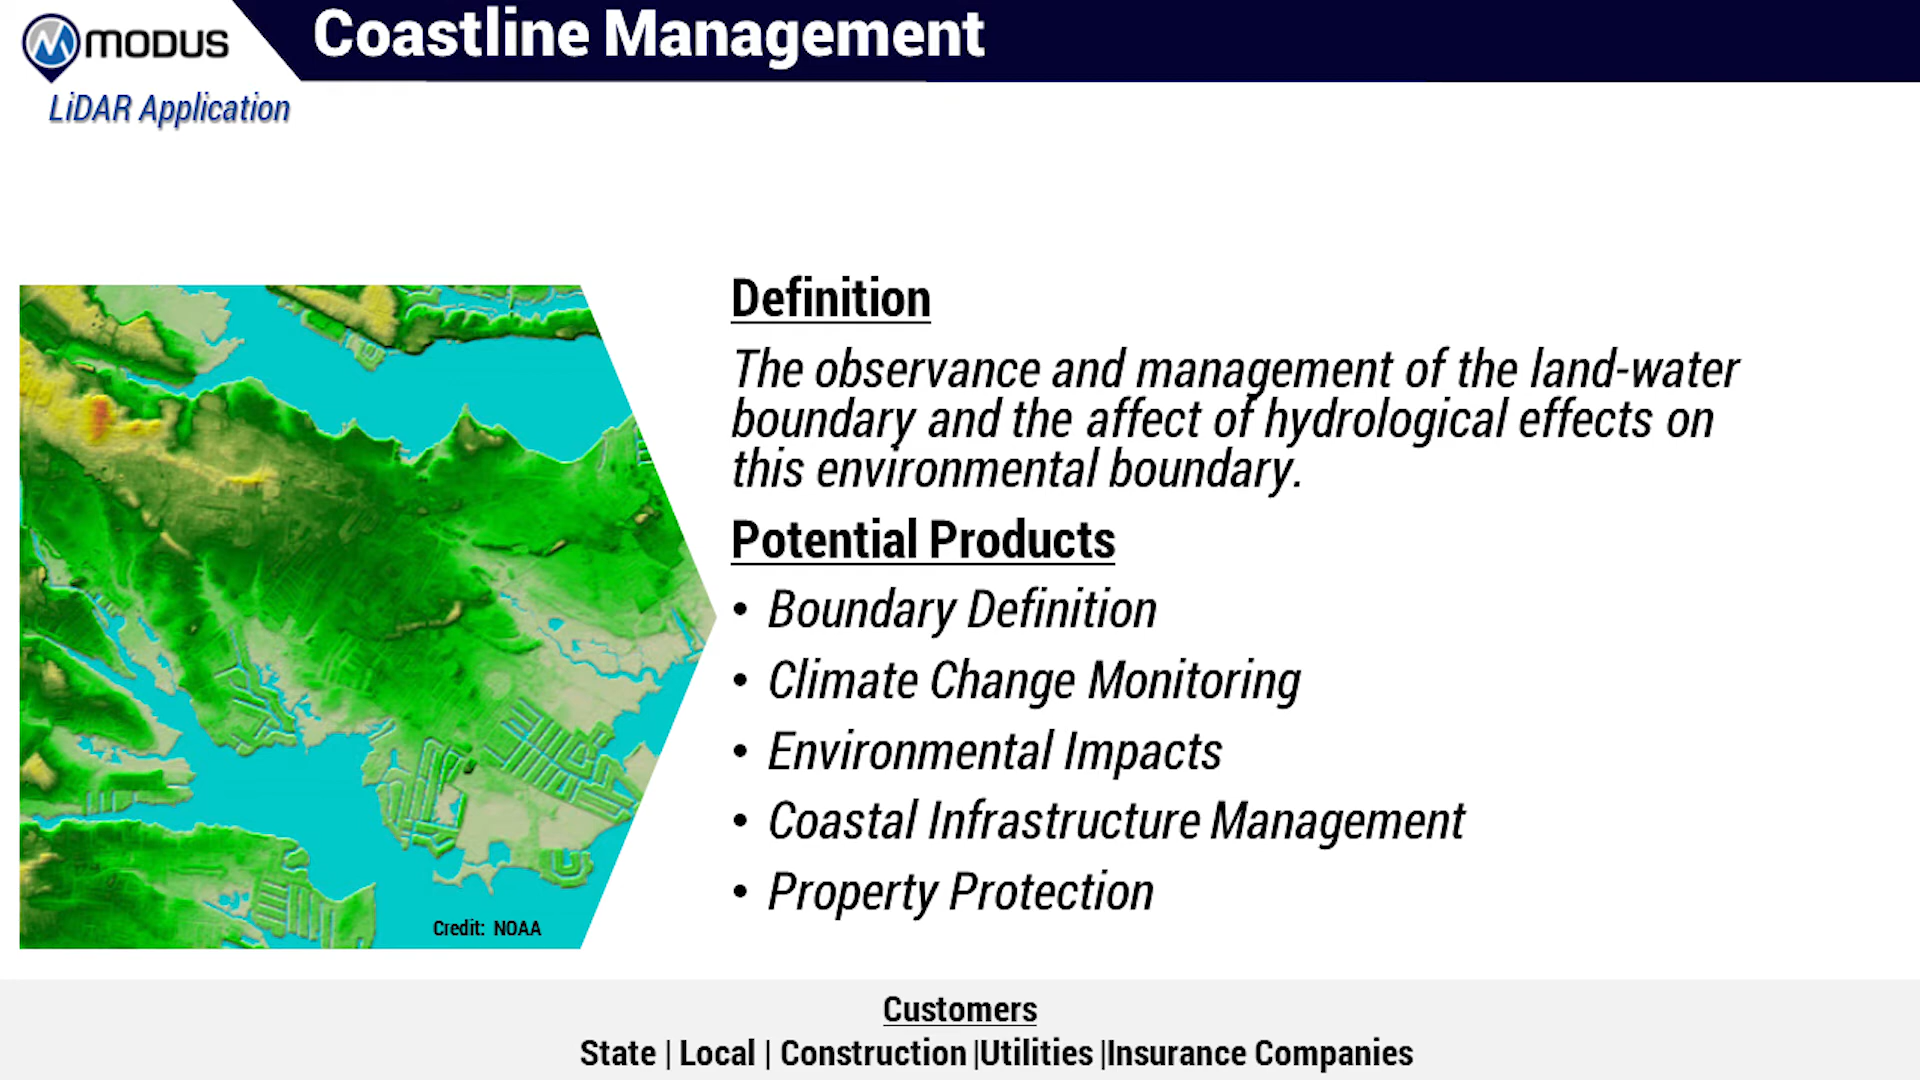 MODUS
Coastline Management
LiDAR Application
Definition
The observance and management of the land-water
boundary and the affect of hydrological effects on
this environmental boundary.
Potential Products
• Boundary Definition
• Climate Change Monitoring
• Environmental Impacts
• Coastal Infrastructure Management
• Property Protection
Credit: NOAA
Customers
State | Local | Construction |Utilities |Insurance Companies